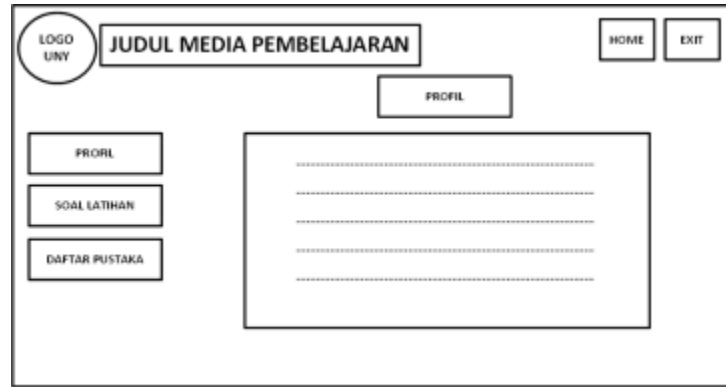 LOGO
UNY
JUDUL MEDIA PEMBELAJARAN
HOME
EXIT
PROFIL
PROFIL
SOAL LATIHAN
DAFTAR PUSTAKA